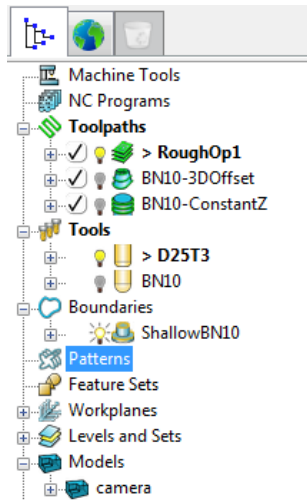 Machine Tools
NC Programs
Toolpaths
> RoughOp1
BN10-3DOffset
BN10-ConstantZ
Tools
> D25T3
BN10
Boundaries
ShallowBN10
Patterns
Feature Sets
Workplanes
Levels and Sets
Models
camera